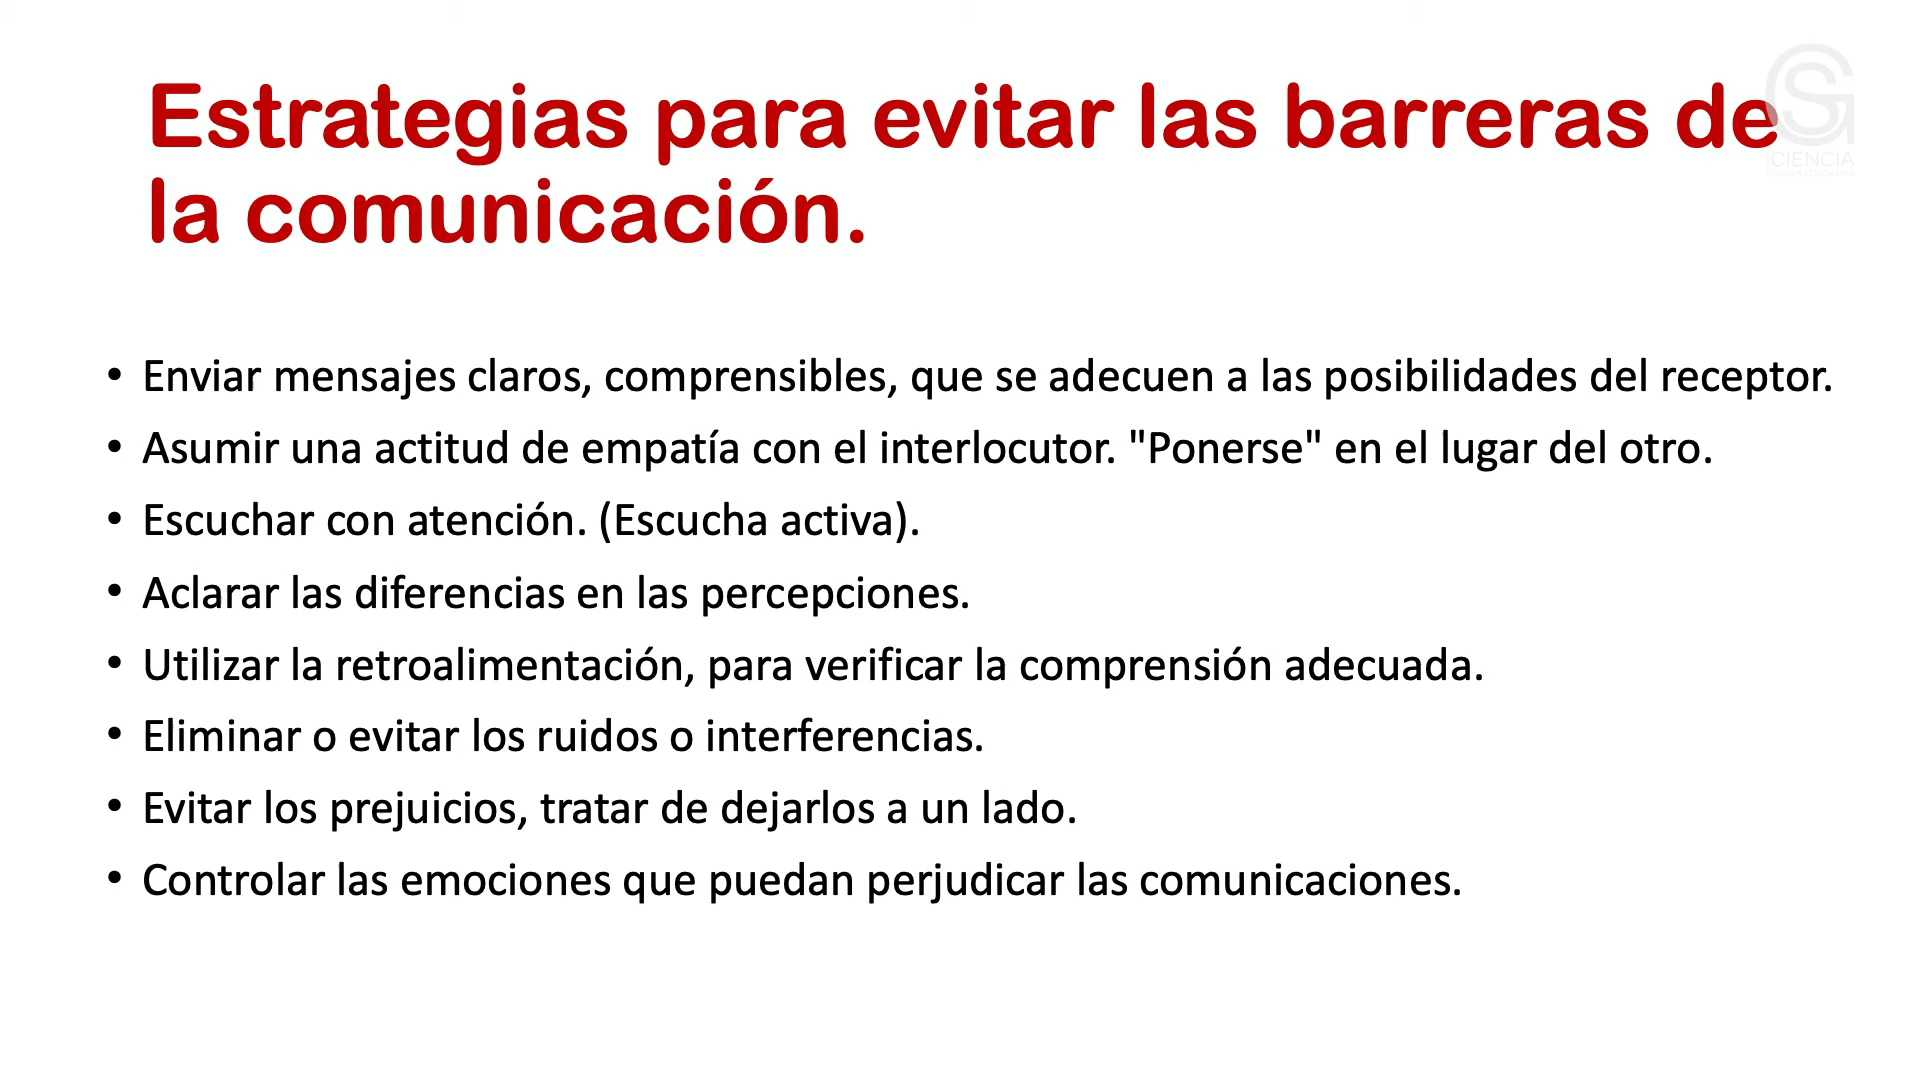 Estrategias para evitar las barreras de
la comunicación.
CIENCIA
• Enviar mensajes claros, comprensibles, que se adecuen a las posibilidades del receptor.
• Asumir una actitud de empatía con el interlocutor. "Ponerse" en el lugar del otro.
• Escuchar con atención. (Escucha activa).
• Aclarar las diferencias en las percepciones.
• Utilizar la retroalimentación, para verificar la comprensión adecuada.
• Eliminar o evitar los ruidos o interferencias.
• Evitar los prejuicios, tratar de dejarlos a un lado.
• Controlar las emociones que puedan perjudicar las comunicaciones.